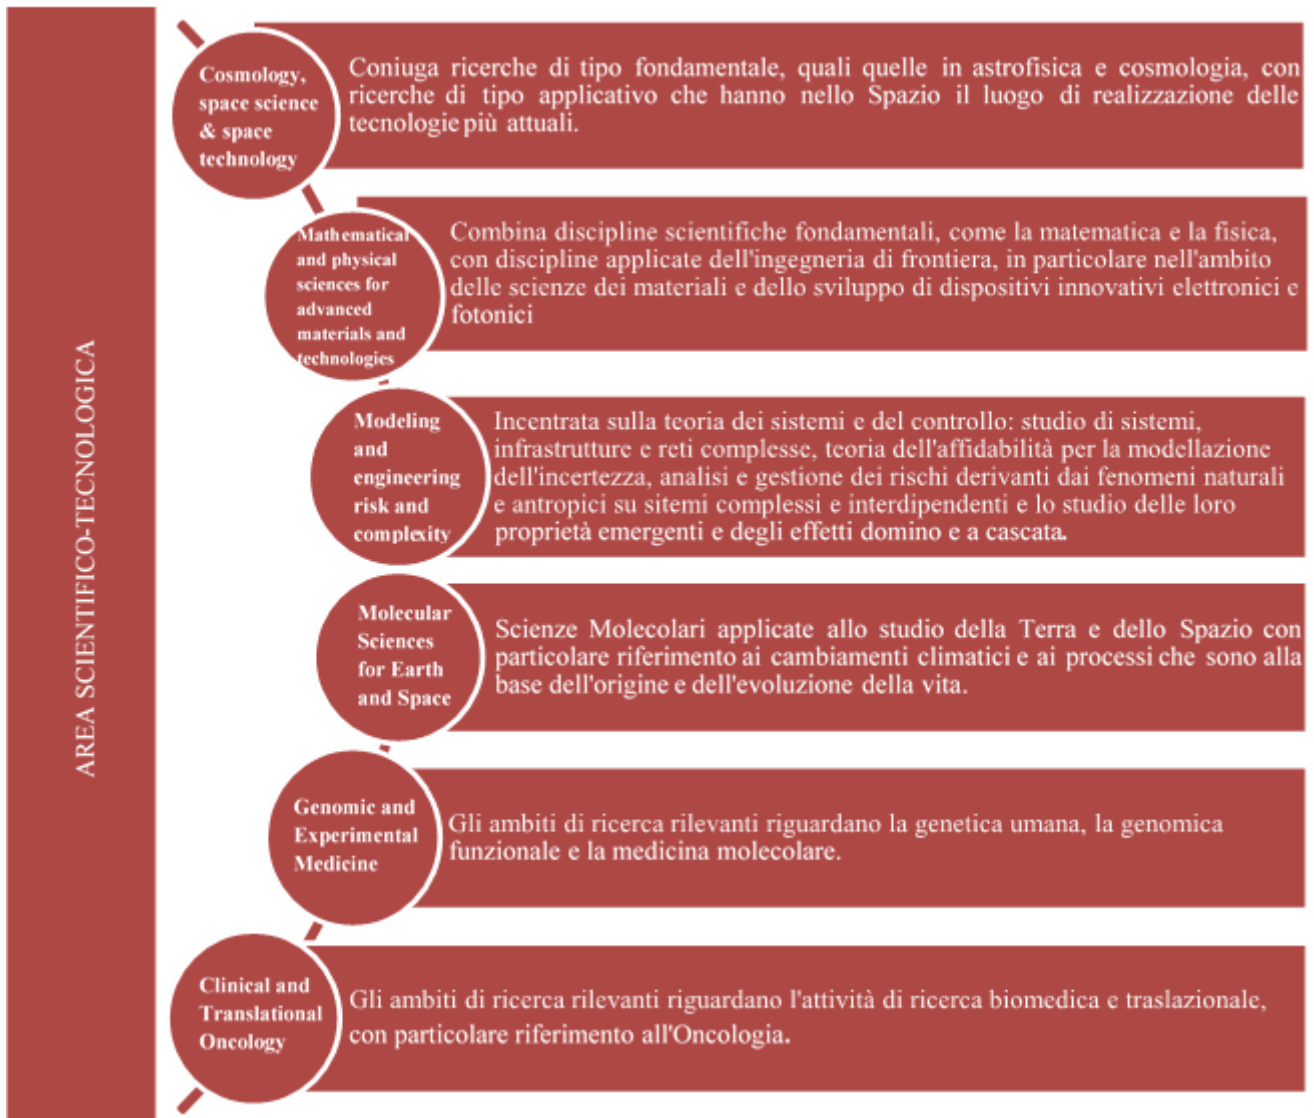 AREA SCIENTIFICO-TECNOLOGICA
Cosmology,
space science
& space
technology
Coniuga ricerche di tipo fondamentale, quali quelle in astrofisica e cosmologia, con
ricerche di tipo applicativo che hanno nello Spazio il luogo di realizzazione delle
tecnologie più attuali.
Mathematical
and physical
sciences for
advanced
materials and
technologies
Combina discipline scientifiche fondamentali, come la matematica e la fisica,
con discipline applicate dell'ingegneria di frontiera, in particolare nell'ambito
delle scienze dei materiali e dello sviluppo di dispositivi innovativi elettronici e
fotonici
Modeling
and
engineering
risk and
complexity
Incentrata sulla teoria dei sistemi e del controllo: studio di sistemi,
infrastrutture e reti complesse, teoria dell'affidabilità per la modellazione
dell'incertezza, analisi e gestione dei rischi derivanti dai fenomeni naturali
e antropici su sitemi complessi e interdipendenti e lo studio delle loro
proprietà emergenti e degli effetti domino e a cascata.
Molecular
Sciences
for Earth
and Space
Scienze Molecolari applicate allo studio della Terra e dello Spazio con
particolare riferimento ai cambiamenti climatici e ai processi che sono alla
base dell'origine e dell'evoluzione della vita.
Genomic and
Experimental
Medicine
Gli ambiti di ricerca rilevanti riguardano la genetica umana, la genomica
funzionale e la medicina molecolare.
Clinical and
Translational
Oncology
Gli ambiti di ricerca rilevanti riguardano l'attività di ricerca biomedica e traslazionale,
con particolare riferimento all'Oncologia.